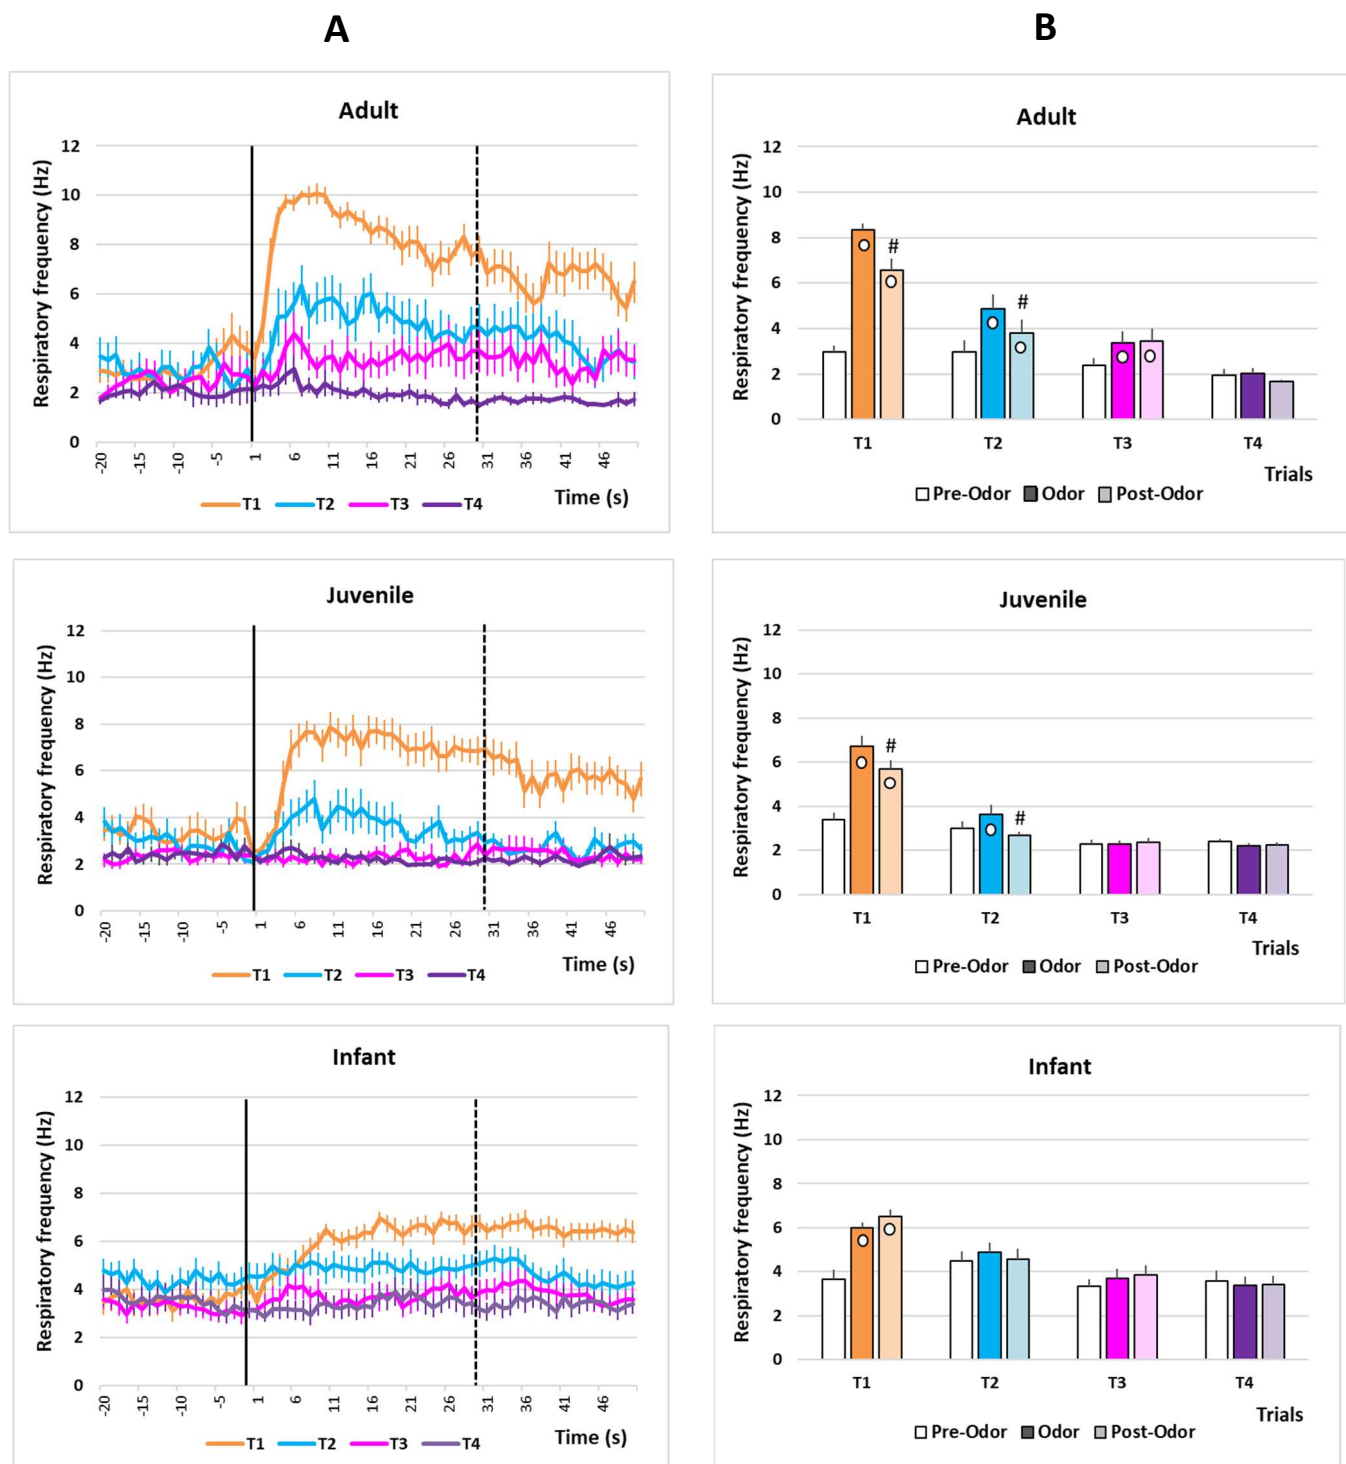 A
B
Adult
Respiratory frequency (Hz)
12
10
8
6
4
2
0
-20 -15 -10 -5 1 6 11 16 21 26 31 36 41 46
Time (s)
T1 T2 T3 T4
Adult
Respiratory frequency (Hz)
12
10
8
6
4
2
0
#
#
T1 T2 T3 T4
Trials
Pre-Odor Odor Post-Odor
Juvenile
Respiratory frequency (Hz)
12
10
8
6
4
2
0
-20 -15 -10 -5 1 6 11 16 21 26 31 36 41 46
Time (s)
T1 T2 T3 T4
Juvenile
Respiratory frequency (Hz)
12
10
8
6
4
2
0
#
#
T1 T2 T3 T4
Trials
Pre-Odor Odor Post-Odor
Infant
Respiratory frequency (Hz)
12
10
8
6
4
2
0
-20 -15 -10 -5 1 6 11 16 21 26 31 36 41 46
Time (s)
T1 T2 T3 T4
Infant
Respiratory frequency (Hz)
12
10
8
6
4
2
0
T1 T2 T3 T4
Trials
Pre-Odor Odor Post-Odor